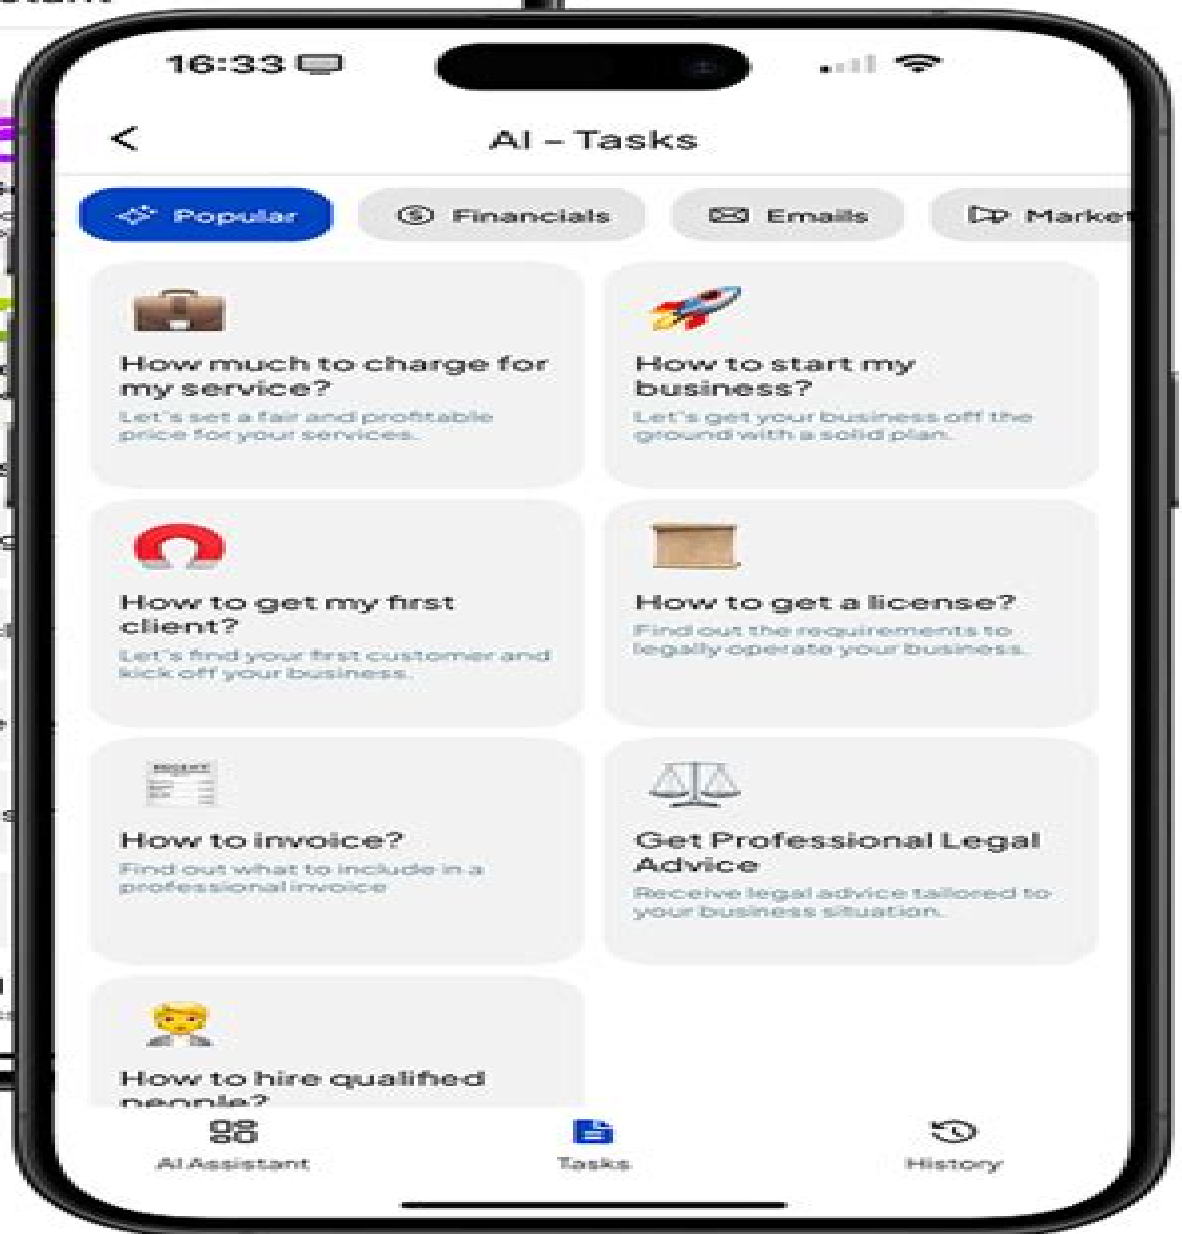 16:33
AI – Tasks
Popular
Financials
Emails
Market
How much to charge for
my service?
Let's set a fair and profitable
price for your services.
How to start my
business?
Let's get your business off the
ground with a solid plan.
How to get my first
client?
Let's find your first customer and
kick off your business.
How to get a license?
Find out the requirements to
legally operate your business.
RECEIPT
How to invoice?
Find out what to include in a
professional invoice
Get Professional Legal
Advice
Receive legal advice tailored to
your business situation.
How to hire qualified
people?
AI Assistant
Tasks
History